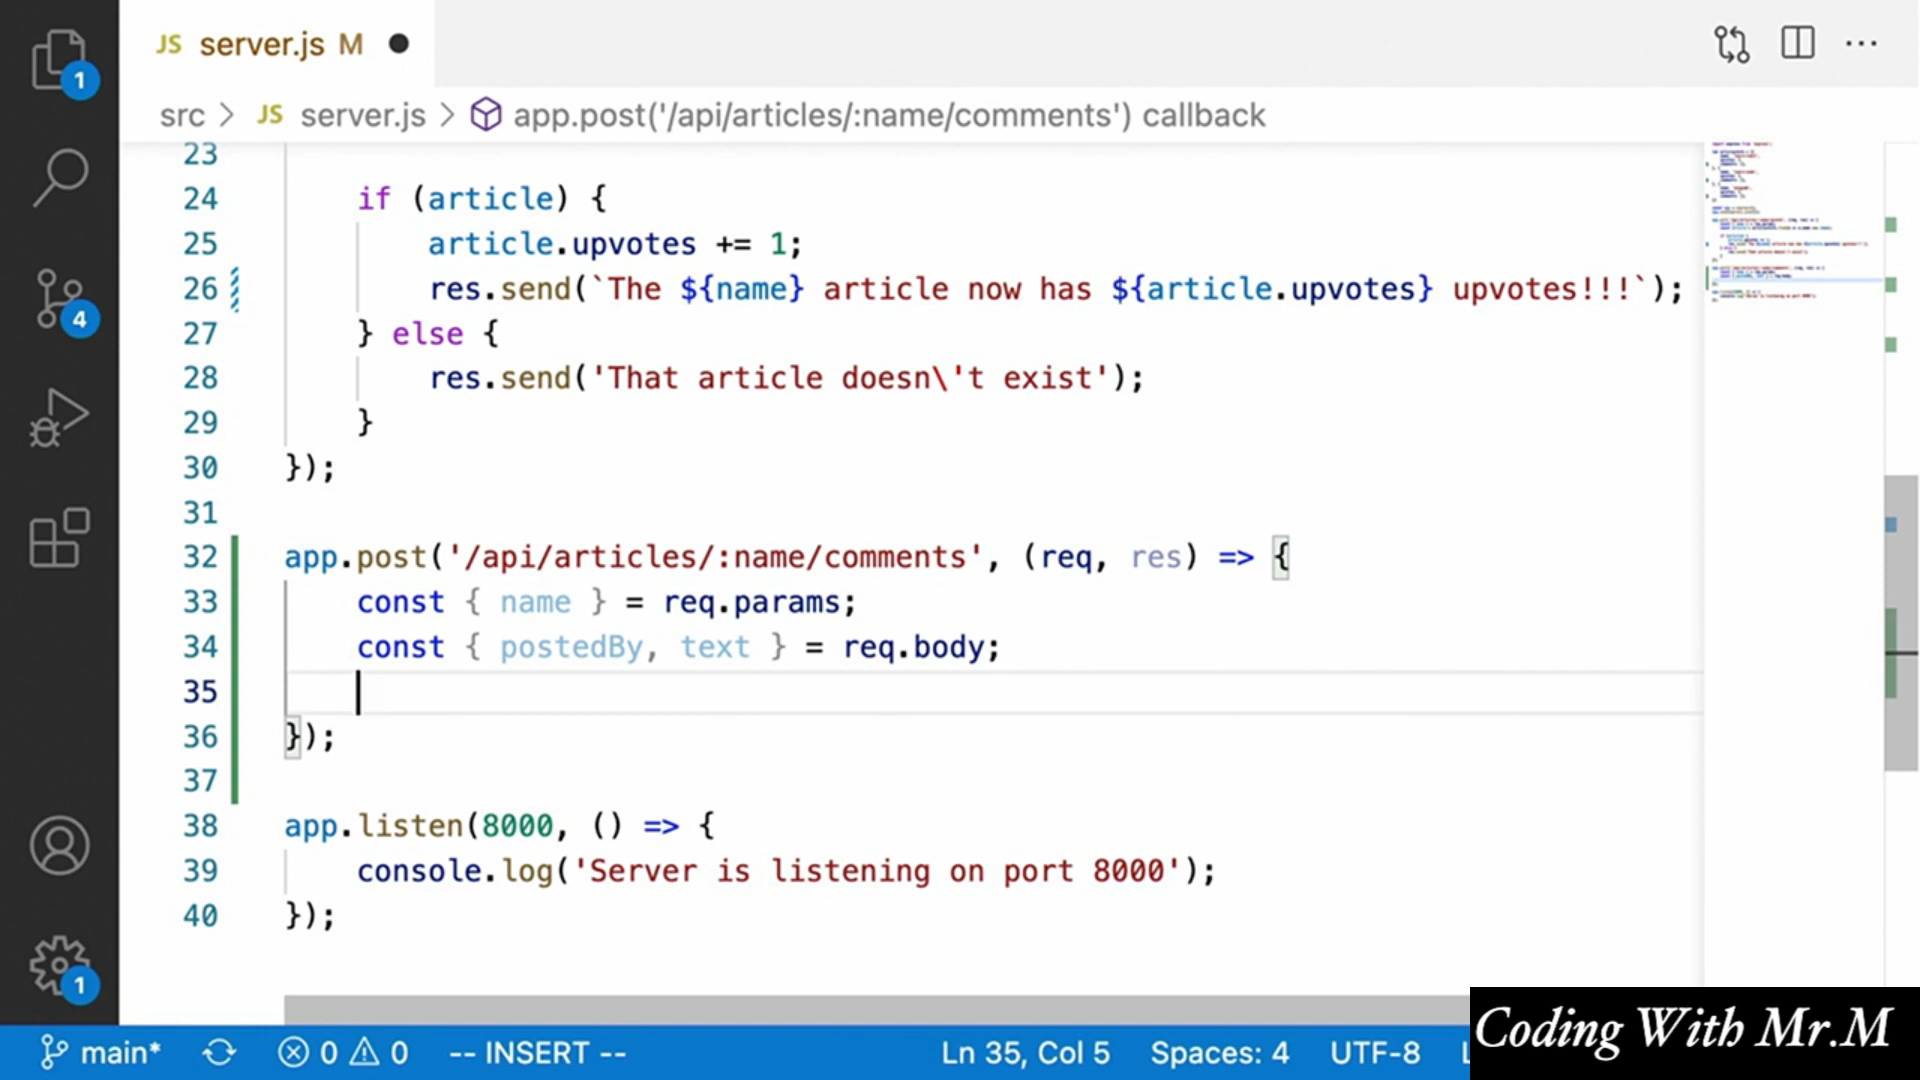 JS server.js M
src > JS server.js > app.post('/api/articles/:name/comments') callback
23
24 if (article) {
25 article.upvotes += 1;
26 res.send(`The ${name} article now has ${article.upvotes} upvotes!!!`);
27 } else {
28 res.send('That article doesn\'t exist');
29 }
30 });
31
32 app.post('/api/articles/:name/comments', (req, res) => {
33 const { name } = req.params;
34 const { postedBy, text } = req.body;
35
36 });
37
38 app.listen(8000, () => {
39 console.log('Server is listening on port 8000');
40 });
1
4
1
main* 0 0 -- INSERT -- Ln 35, Col 5 Spaces: 4 UTF-8
Coding With Mr.M